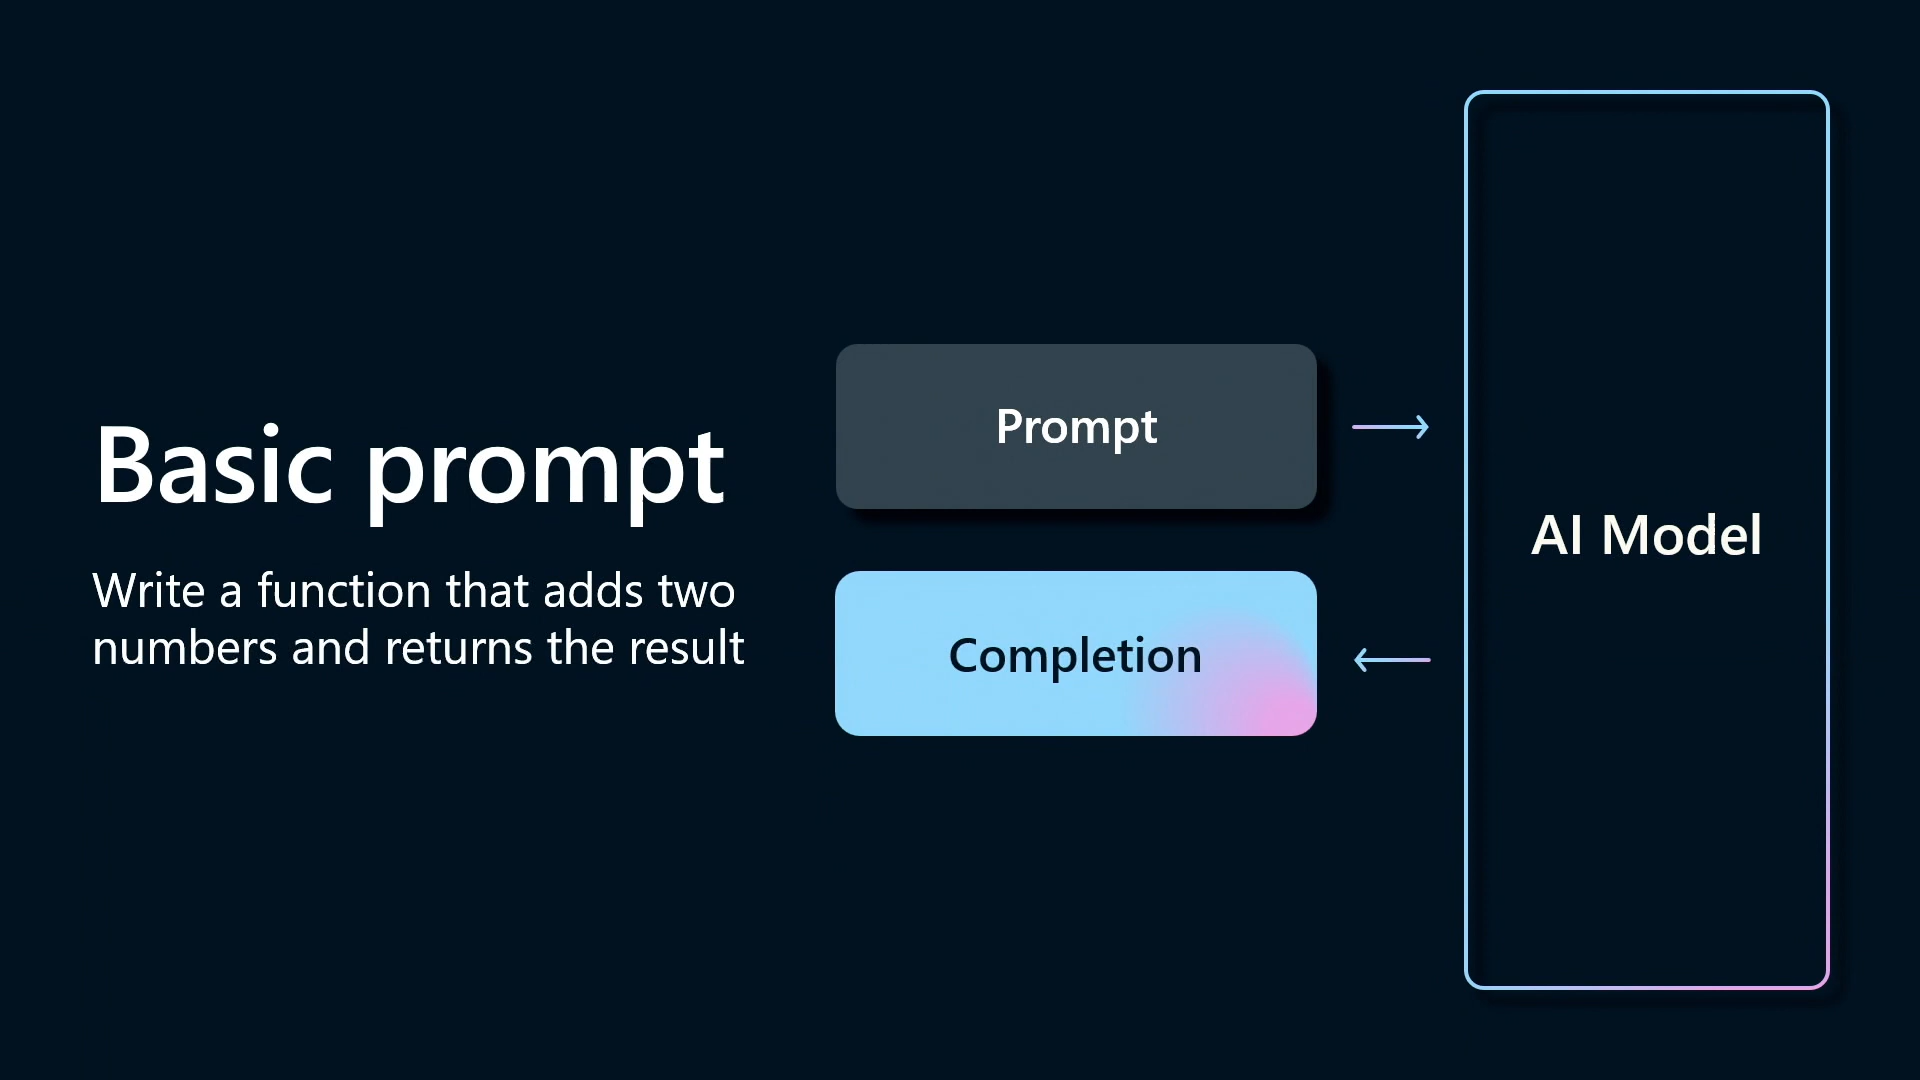 Basic prompt
Write a function that adds two
numbers and returns the result
Prompt
Completion
AI Model